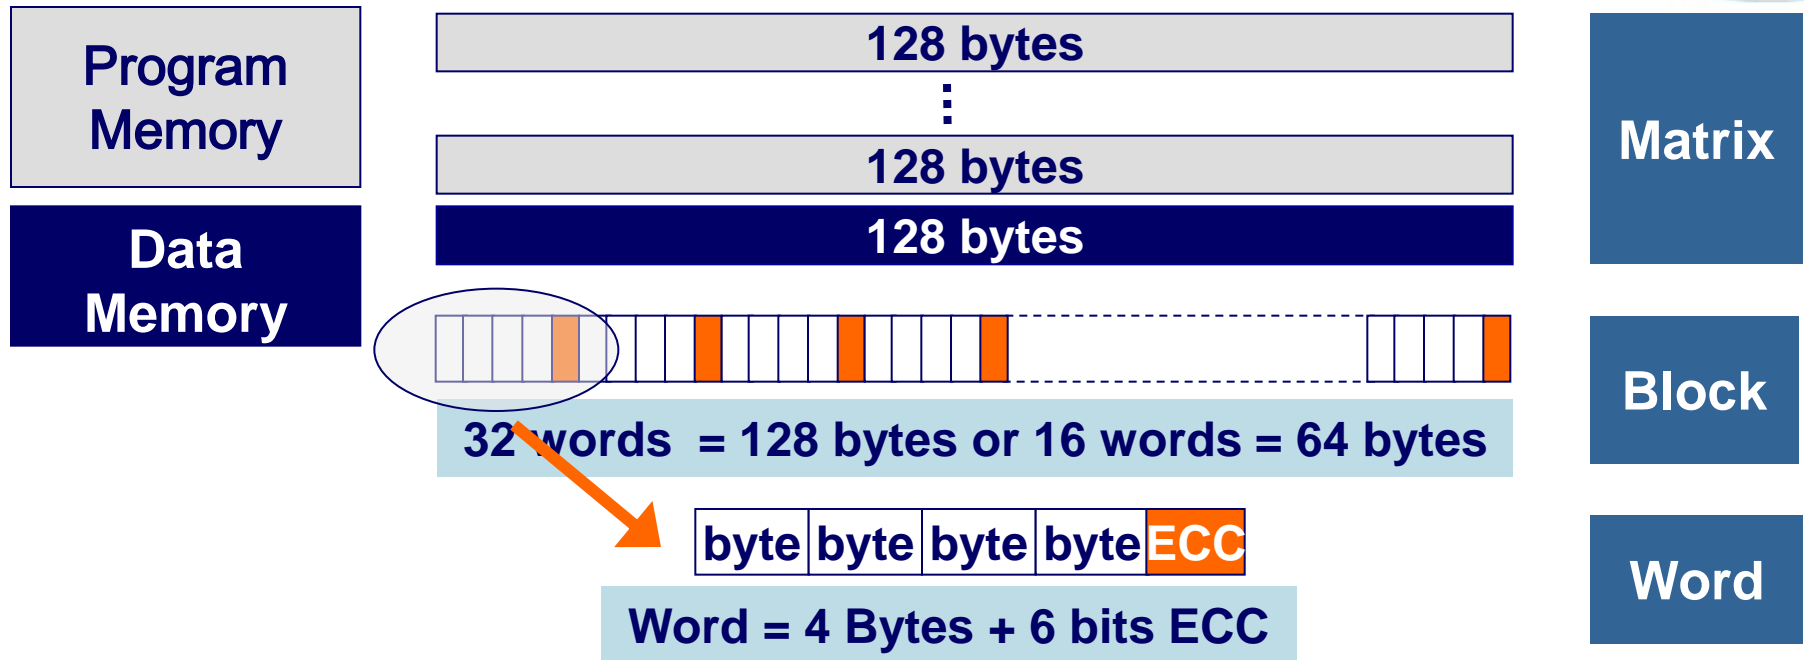 Program
Memory
128 bytes
Matrix
128 bytes
Data
Memory
128 bytes
Block
32 words = 128 bytes or 16 words = 64 bytes
byte byte byte byte ECC
Word
Word = 4 Bytes + 6 bits ECC